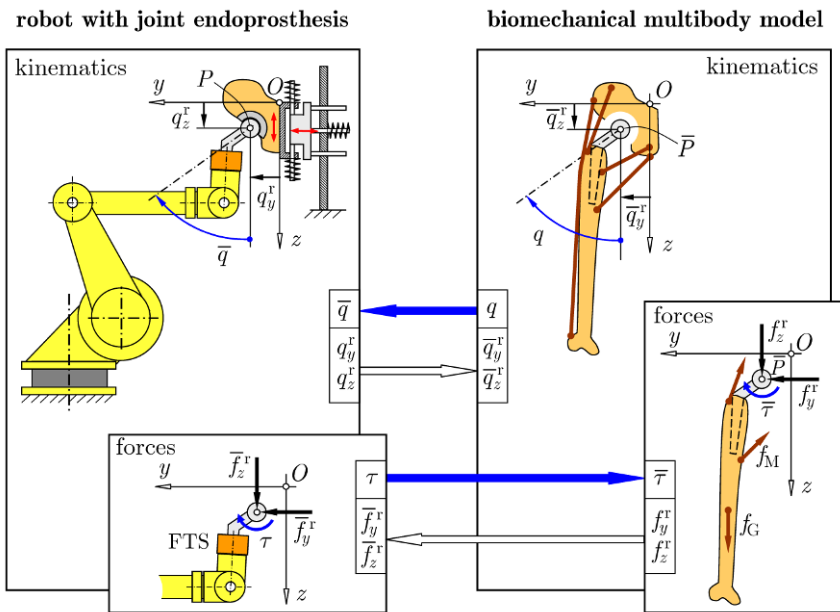 robot with joint endoprosthesis
kinematics
P
O
y
q_z^r
q_y^r
q̅
z
biomechanical multibody model
kinematics
O
y
q̅_z^r
P̅
q̅_y^r
q
z
q̅
q
q_y^r
q_z^r
q̅_y^r
q̅_z^r
forces
f̅_z^r
O
y
f̅_y^r
FTS
τ
z
τ
τ̅
f̅_y^r
f̅_z^r
f_y^r
f_z^r
forces
f_z^r
O
y
P̅
τ̅
f_y^r
f_M
z
f_G